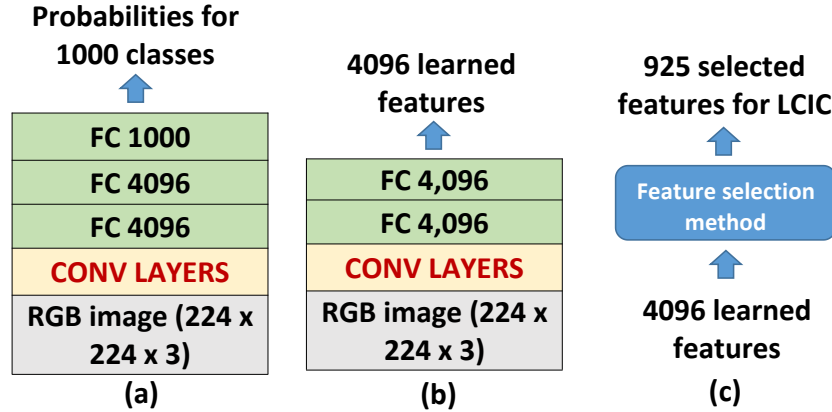 Probabilities for
1000 classes
FC 1000
FC 4096
FC 4096
CONV LAYERS
RGB image (224 x
224 x 3)
(a)
4096 learned
features
FC 4,096
FC 4,096
CONV LAYERS
RGB image (224 x
224 x 3)
(b)
925 selected
features for LCIC
Feature selection
method
4096 learned
features
(c)